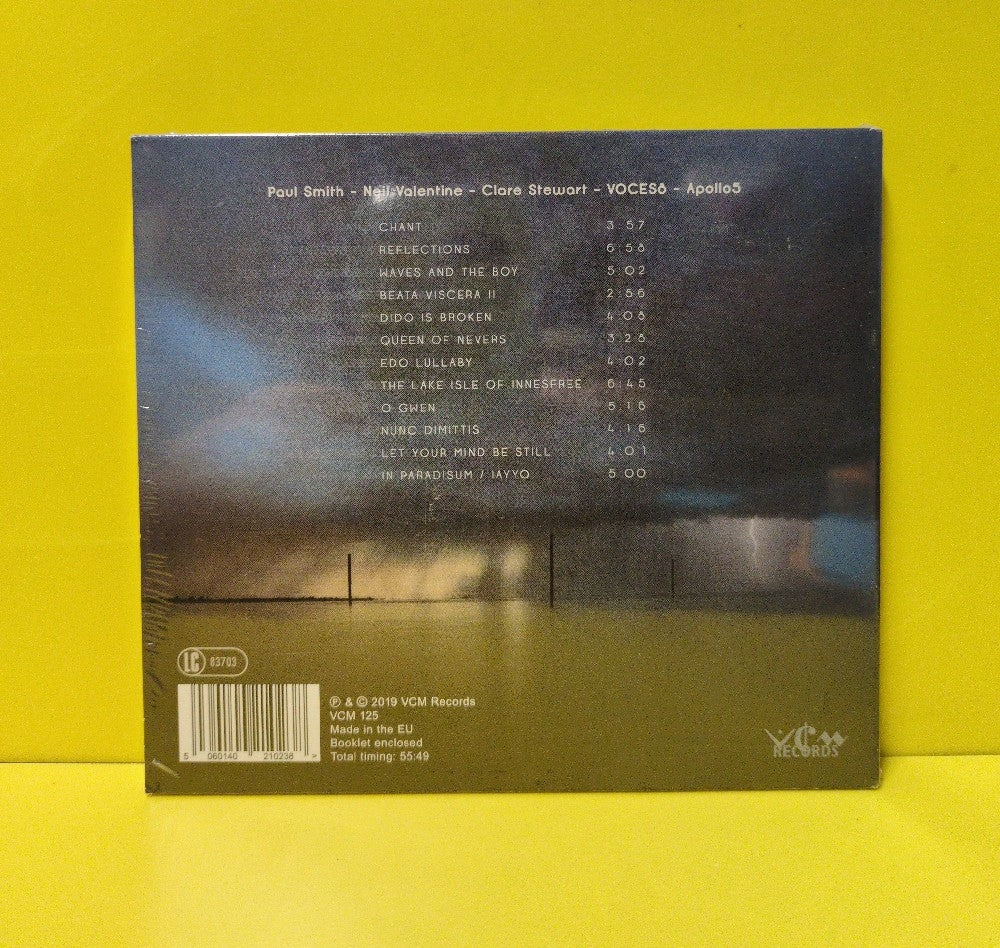 Paul Smith - Neil Valentine - Clare Stewart - VOCES8 - Apollo5
CHANT 3:57
REFLECTIONS 6:58
WAVES AND THE BOY 5:02
BEATA VISCERA II 2:56
DIDO IS BROKEN 4:08
QUEEN OF NEVERS 3:28
EDO LULLABY 4:02
THE LAKE ISLE OF INNESFREE 6:45
O GWEN 5:16
NUNC DIMITTIS 4:16
LET YOUR MIND BE STILL 4:01
IN PARADISUM / IAYYO 5:00
LC 83703
℗ & © 2019 VCM Records
VCM 125
Made in the EU
Booklet enclosed
Total timing: 55:49
5 060140 210238 >
VCM
RECORDS